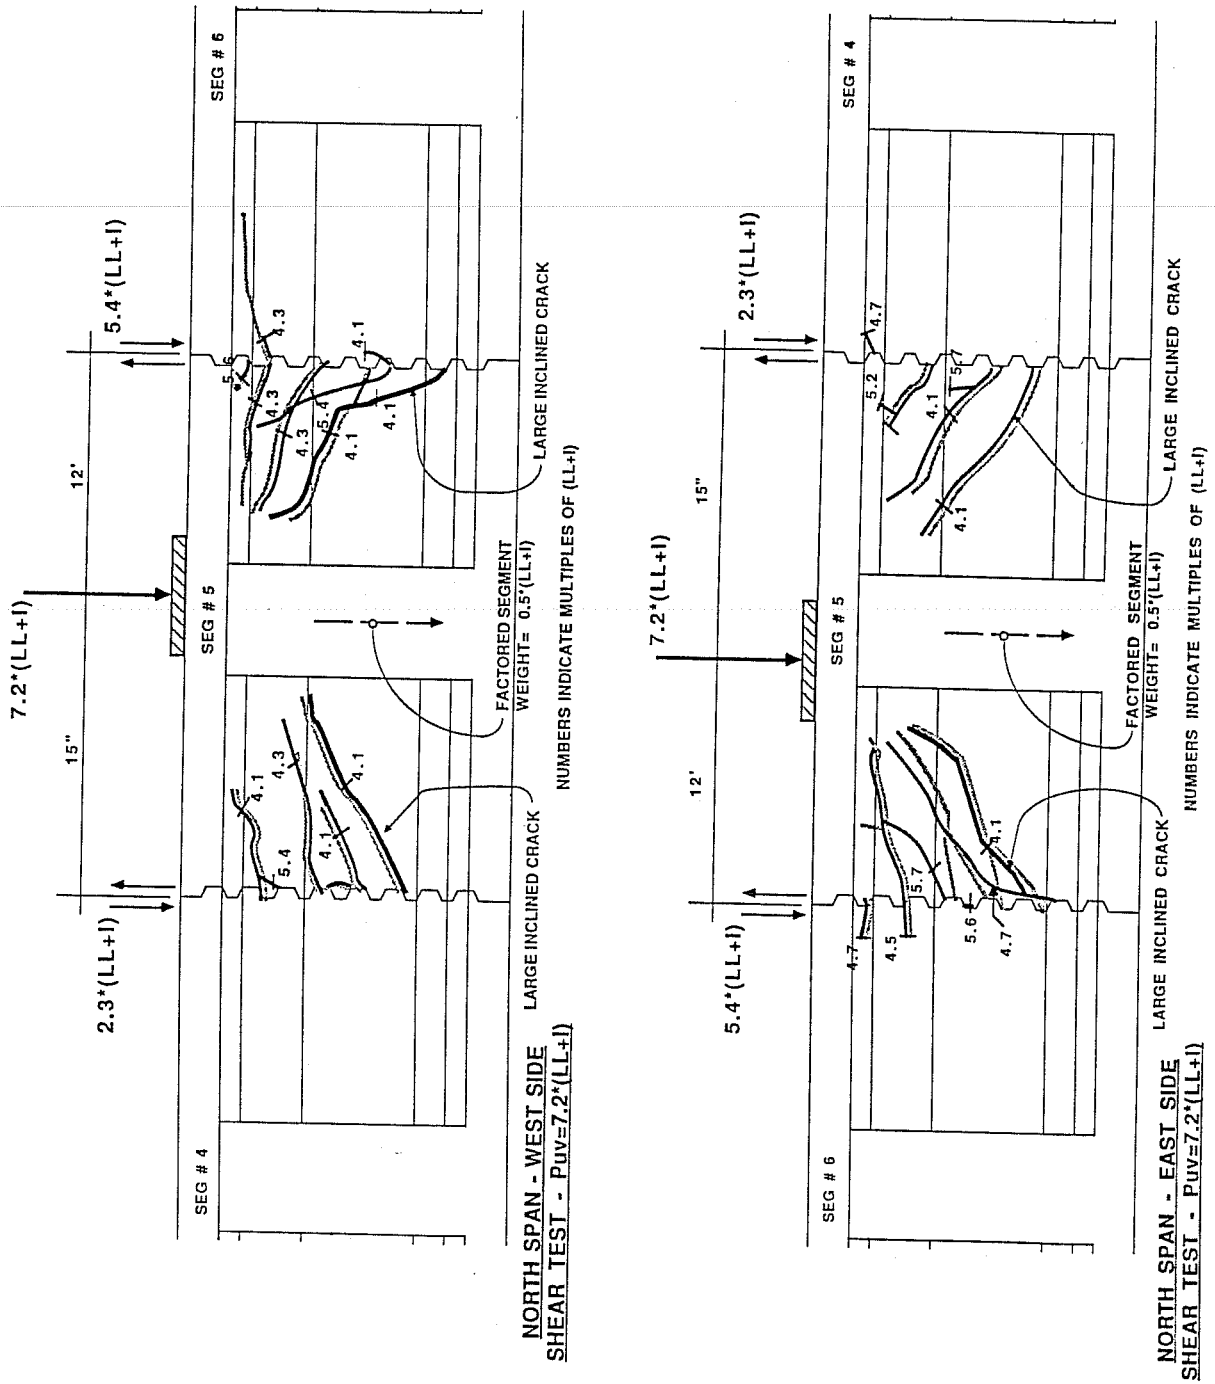 7.2*(LL+I)
2.3*(LL+I)
5.4*(LL+I)
15"
12'
SEG # 4
SEG # 5
SEG # 6
4.1
5.4
4.3
4.1
4.1
5.6
4.3
4.3
4.3
5.4
4.1
4.1
4.1
FACTORED SEGMENT
WEIGHT= 0.5*(LL+I)
LARGE INCLINED CRACK
LARGE INCLINED CRACK
NUMBERS INDICATE MULTIPLES OF (LL+I)
NORTH SPAN - WEST SIDE
SHEAR TEST - Puv=7.2*(LL+I)
7.2*(LL+I)
5.4*(LL+I)
2.3*(LL+I)
12'
15"
SEG # 6
SEG # 5
SEG # 4
4.7
4.5
5.7
5.6
4.7
4.1
5.2
4.7
4.1
5.7
4.1
FACTORED SEGMENT
WEIGHT= 0.5*(LL+I)
LARGE INCLINED CRACK
LARGE INCLINED CRACK
NUMBERS INDICATE MULTIPLES OF (LL+I)
NORTH SPAN - EAST SIDE
SHEAR TEST - Puv=7.2*(LL+I)